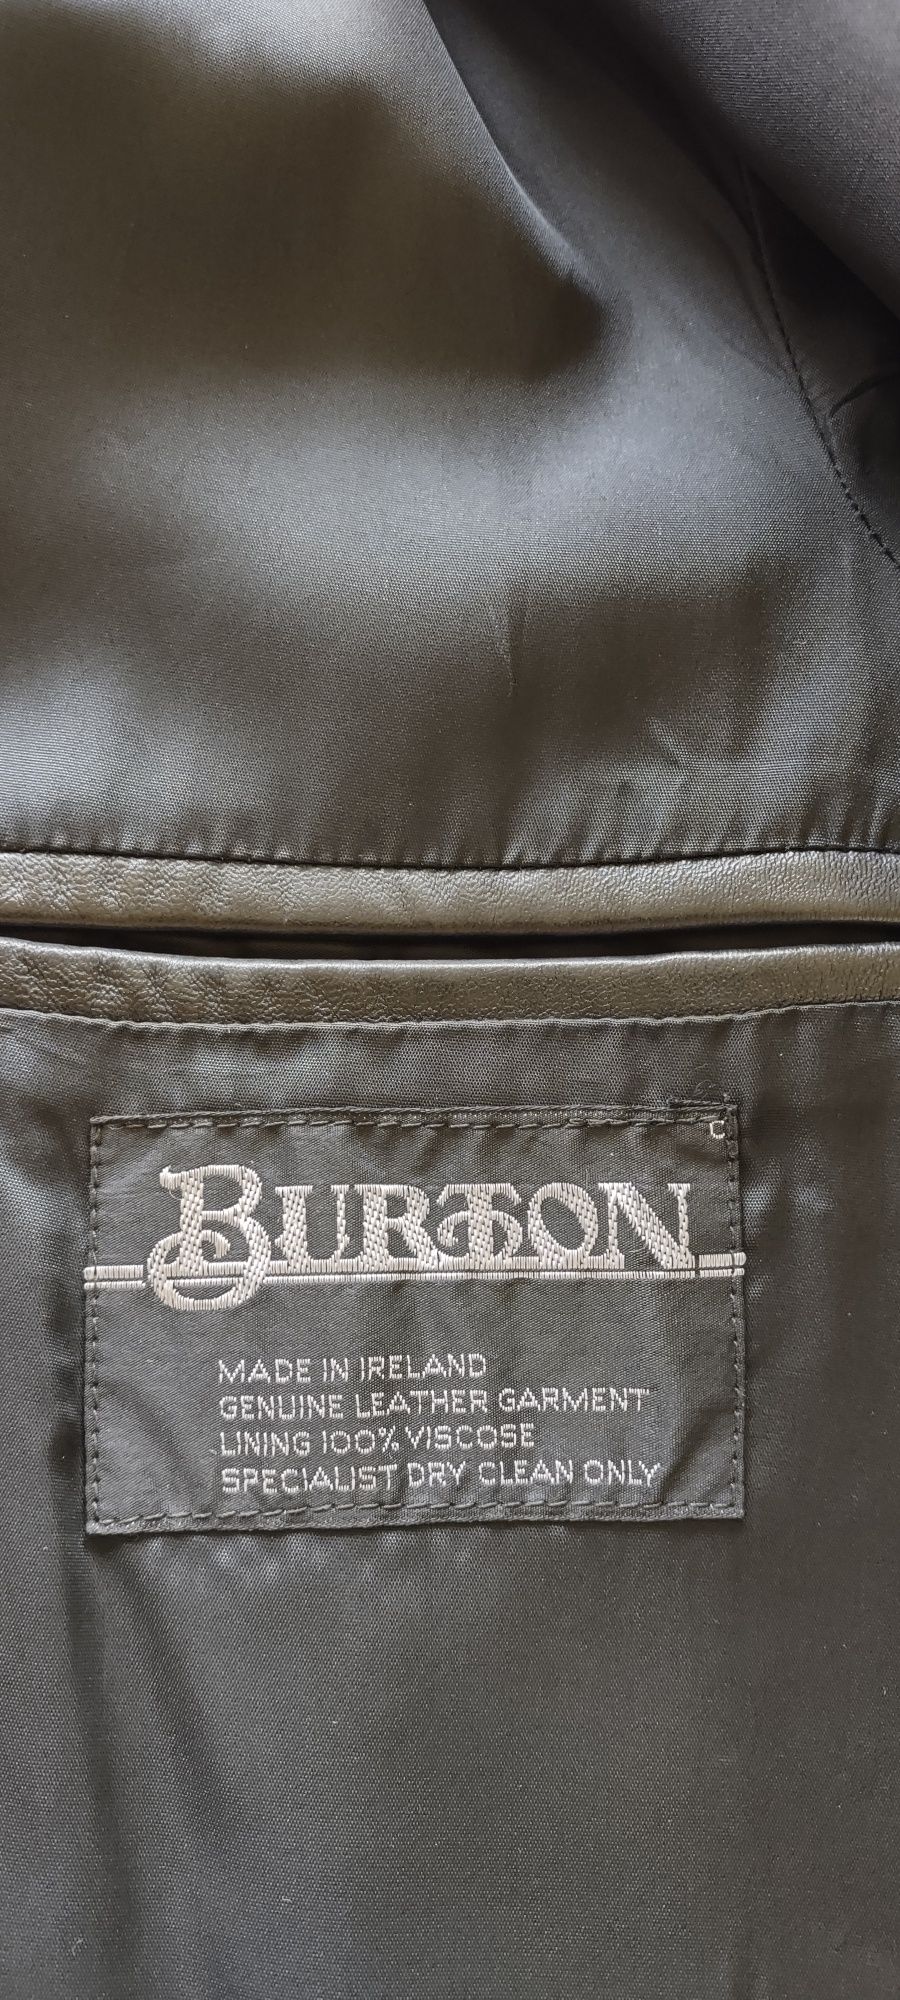 C
BURTON
MADE IN IRELAND
GENUINE LEATHER GARMENT
LINING 100% VISCOSE
SPECIALIST DRY CLEAN ONLY